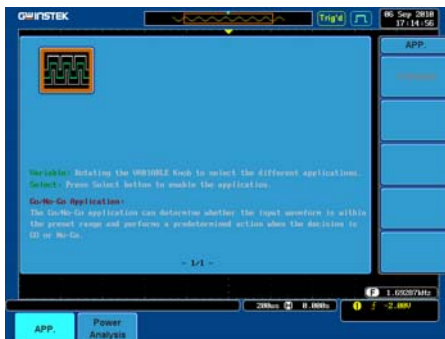 GWINSTEK
Trig'd
06 Sep 2010
17:14:56
APP.
Variable: Rotating the VARIABLE Knob to select the different applications.
Select: Press Select button to enable the application.
Go/No-Go Application:
The Go/No-Go application can determine whether the input waveform is within
the preset range and performs a predetermined action when the decision is
GO or No-Go.
- 1/1 -
F 1.69207kHz
200us H 0.000s
1 -2.00V
APP.
Power
Analysis